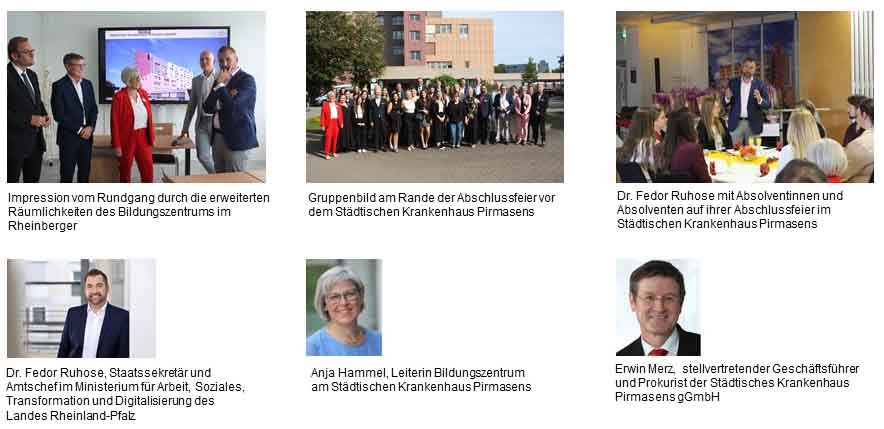 Impression vom Rundgang durch die erweiterten
Räumlichkeiten des Bildungszentrums im
Rheinberger
Gruppenbild am Rande der Abschlussfeier vor
dem Städtischen Krankenhaus Pirmasens
Dr. Fedor Ruhose mit Absolventinnen und
Absolventen auf ihrer Abschlussfeier im
Städtischen Krankenhaus Pirmasens
Dr. Fedor Ruhose, Staatssekretär und
Amtschef im Ministerium für Arbeit, Soziales,
Transformation und Digitalisierung des
Landes Rheinland-Pfalz
Anja Hammel, Leiterin Bildungszentrum
am Städtischen Krankenhaus Pirmasens
Erwin Merz, stellvertretender Geschäftsführer
und Prokurist der Städtisches Krankenhaus
Pirmasens gGmbH